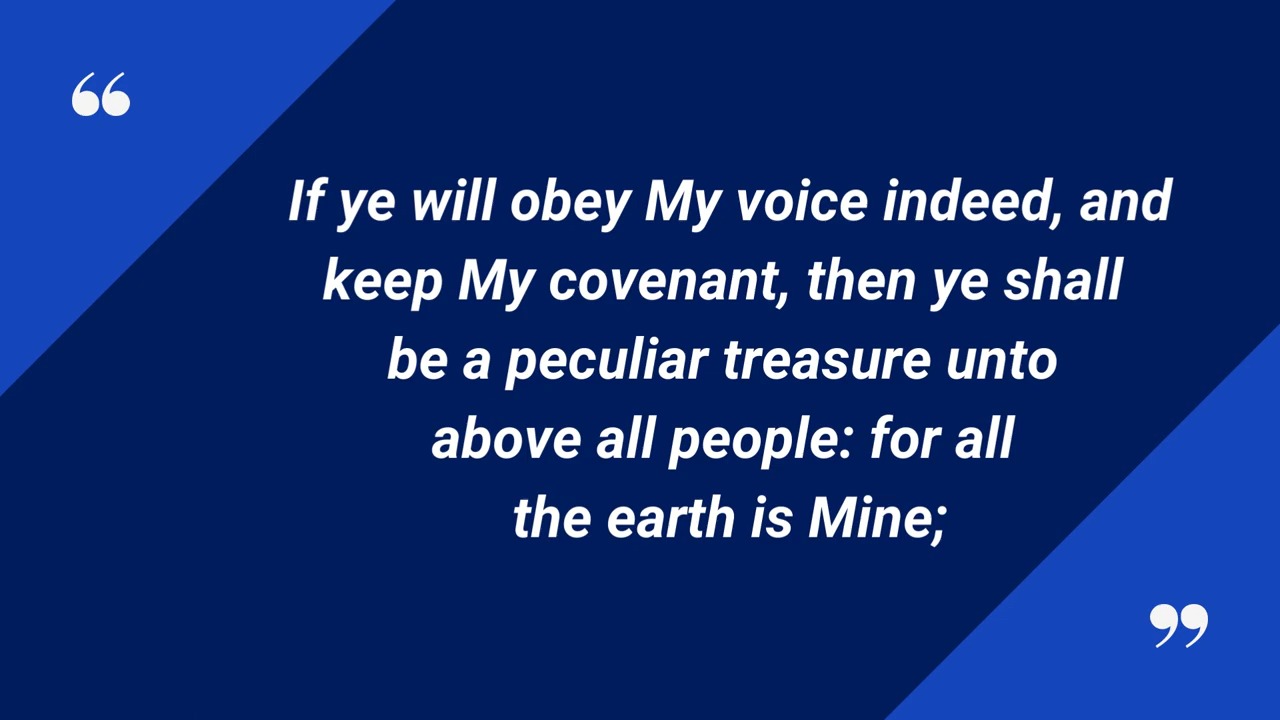 “
If ye will obey My voice indeed, and
keep My covenant, then ye shall
be a peculiar treasure unto
above all people: for all
the earth is Mine;
”